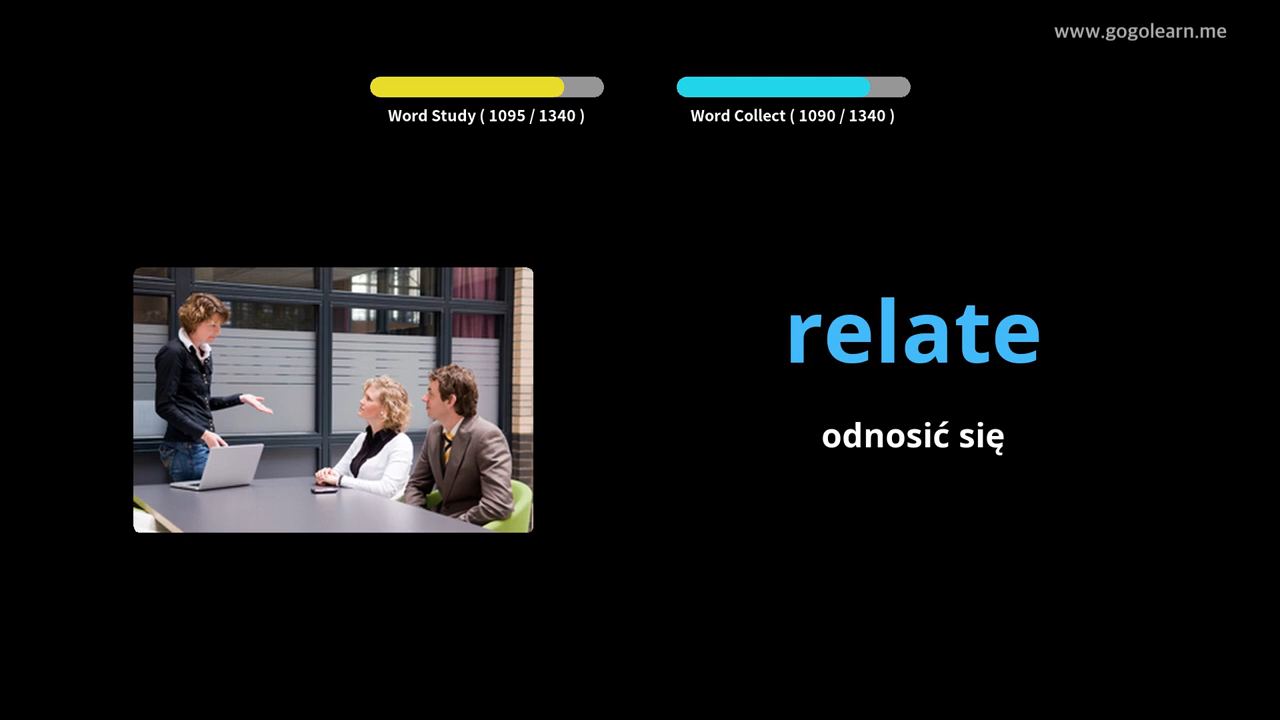 www.gogolearn.me
Word Study ( 1095 / 1340 )
Word Collect ( 1090 / 1340 )
relate
odnosić się